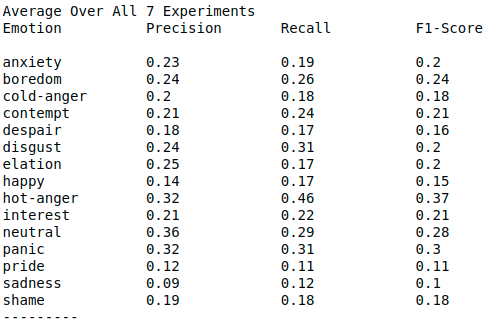 Average Over All 7 Experiments
Emotion Precision Recall F1-Score
anxiety 0.23 0.19 0.2
boredom 0.24 0.26 0.24
cold-anger 0.2 0.18 0.18
contempt 0.21 0.24 0.21
despair 0.18 0.17 0.16
disgust 0.24 0.31 0.2
elation 0.25 0.17 0.2
happy 0.14 0.17 0.15
hot-anger 0.32 0.46 0.37
interest 0.21 0.22 0.21
neutral 0.36 0.29 0.28
panic 0.32 0.31 0.3
pride 0.12 0.11 0.11
sadness 0.09 0.12 0.1
shame 0.19 0.18 0.18
---------